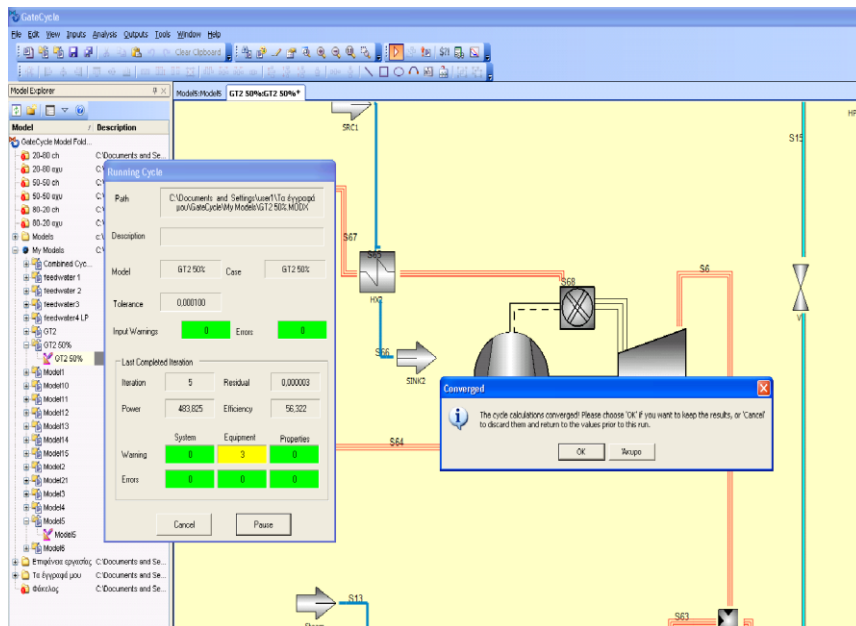 GateCycle
File Edit View Inputs Analysis Outputs Tools Window Help
Clear Clipboard
Model Explorer
Model5:Model5
GT2 50%:GT2 50%*
Model / Description
GateCycle Model Fold...
20-80 ch C:\Documents and Se...
20-80 αχυ C:\
50-50 ch C:\
50-50 αχυ C:\
80-20 ch C:\
80-20 αχυ C:\
Models c:\
My Models C:\
Combined Cyc...
feedwater 1
feedwater 2
feedwater3
feedwater4 LP
GT2
GT2 50%
GT2 50%
Model1
Model10
Model11
Model12
Model13
Model14
Model15
Model2
Model21
Model3
Model4
Model5
Model5
Model6
Επιφάνεια εργασίας C:\Documents and Se...
Τα έγγραφά μου C:\Documents and Se...
Φάκελος C:\Documents and Se...
Running Cycle
Path
C:\Documents and Settings\user1\Τα έγγραφά
μου\GateCycle\My Models\GT2 50%.MODX
Description
Model GT2 50% Case GT2 50%
Tolerance 0,000100
Input Warnings 0 Errors 0
Last Completed Iteration
Iteration 5 Residual 0,000003
Power 483,825 Efficiency 56,322
System Equipment Properties
Warning 0 3 0
Errors 0 0 0
Cancel Pause
SRC1
S15
HP
S67
S65
HX2
S68
S6
V
S66
SINK2
S64
Converged
The cycle calculations converged! Please choose 'OK' if you want to keep the results, or 'Cancel'
to discard them and return to the values prior to this run.
OK Άκυρο
S13
S63